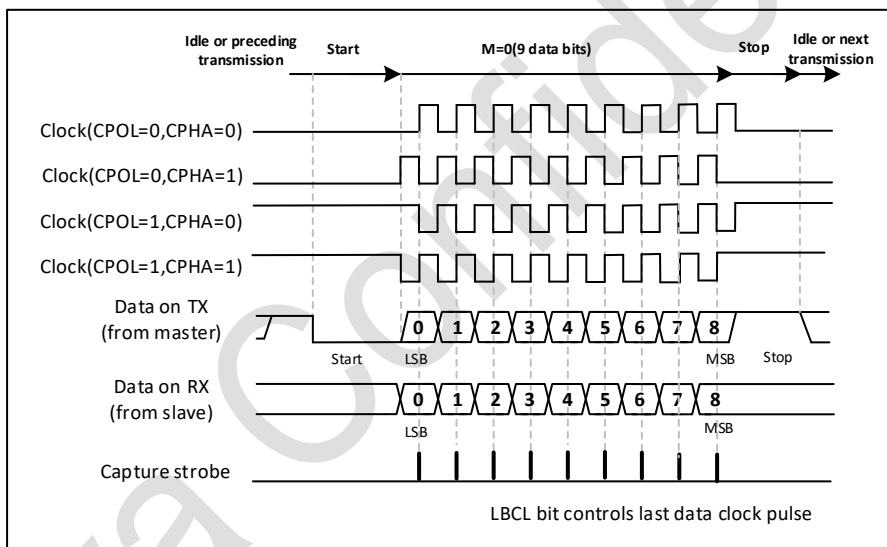 Idle or preceding
transmission
Start
M=0(9 data bits)
Stop
Idle or next
transmission
Clock(CPOL=0,CPHA=0)
Clock(CPOL=0,CPHA=1)
Clock(CPOL=1,CPHA=0)
Clock(CPOL=1,CPHA=1)
Data on TX
(from master)
0 1 2 3 4 5 6 7 8
Start
LSB
MSB
Stop
Data on RX
(from slave)
0 1 2 3 4 5 6 7 8
LSB
MSB
Capture strobe
LBCL bit controls last data clock pulse